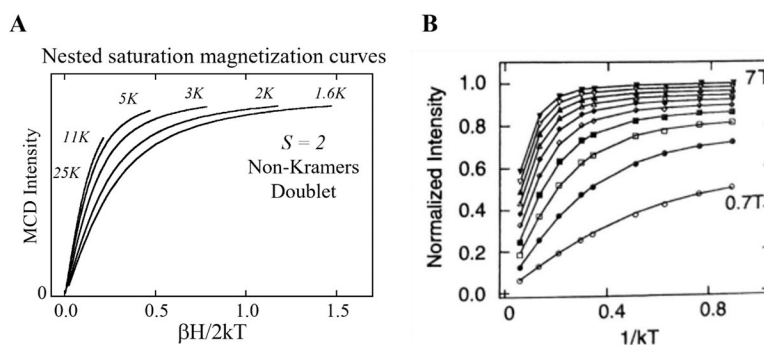 A
Nested saturation magnetization curves
MCD Intensity
5K
3K
2K
1.6K
11K
25K
S = 2
Non-Kramers
Doublet
0
0.0
0.5
1.0
1.5
βH/2kT
B
Normalized Intensity
1.0
0.8
0.6
0.4
0.2
0.0
7T
0.7T
0
0.4
0.8
1/kT